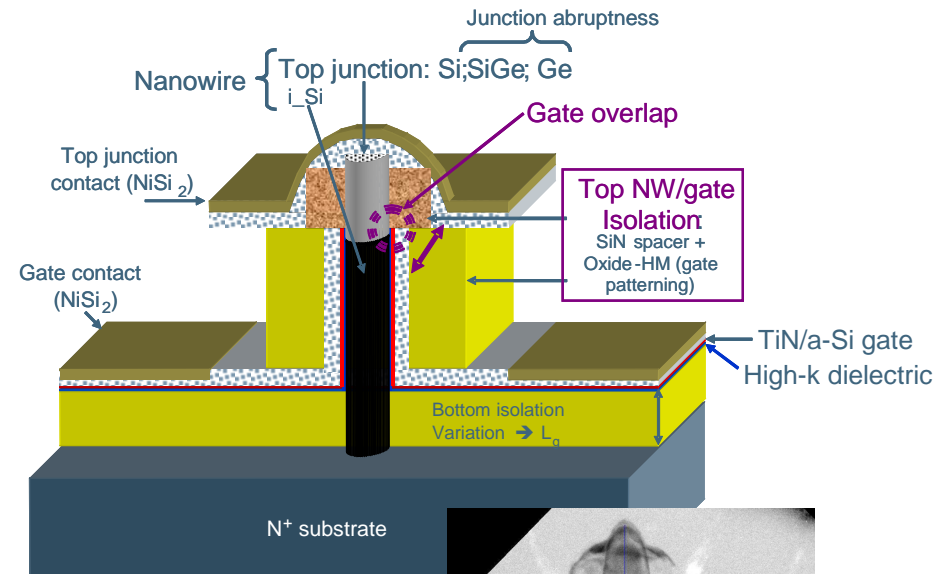 Junction abruptness
Nanowire
Top junction: Si;SiGe; Ge
i_Si
Gate overlap
Top junction
contact (NiSi2)
Top NW/gate
Isolation:
SiN spacer +
Oxide-HM (gate
patterning)
Gate contact
(NiSi2)
TiN/a-Si gate
High-k dielectric
Bottom isolation
Variation ➔ Lg
N+ substrate